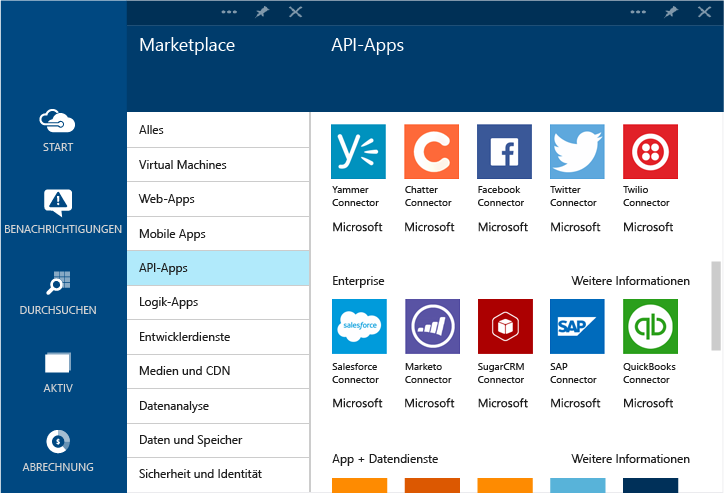 Marketplace
API-Apps
START
BENACHRICHTIGUNGEN
DURCHSUCHEN
AKTIV
$
ABRECHNUNG
Alles
Virtual Machines
Web-Apps
Mobile Apps
API-Apps
Logik-Apps
Entwicklerdienste
Medien und CDN
Datenanalyse
Daten und Speicher
Sicherheit und Identität
Yammer Connector
Chatter Connector
Facebook Connector
Twitter Connector
Twilio Connector
Microsoft Microsoft Microsoft Microsoft Microsoft
Enterprise Weitere Informationen
salesforce SAP qb
Salesforce Connector
Marketo Connector
SugarCRM Connector
SAP Connector
QuickBooks Connector
Microsoft Microsoft Microsoft Microsoft Microsoft
App + Datendienste Weitere Informationen